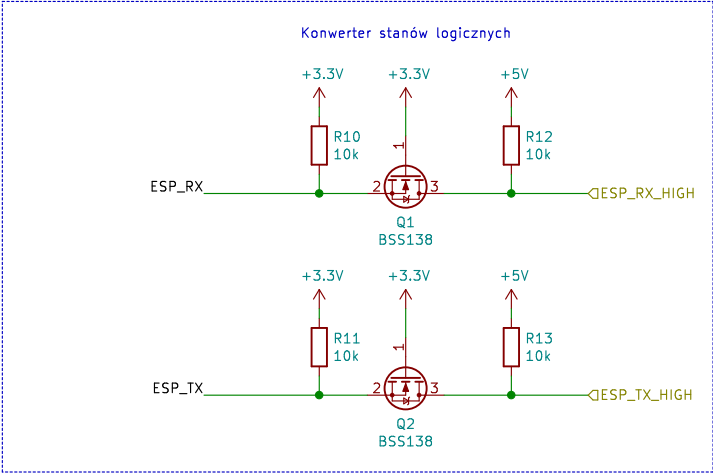 Konwerter stanów logicznych
+3.3V +3.3V +5V
R10 10k
1
R12 10k
ESP_RX 2 3 ESP_RX_HIGH
Q1
BSS138
+3.3V +3.3V +5V
R11 10k
1
R13 10k
ESP_TX 2 3 ESP_TX_HIGH
Q2
BSS138